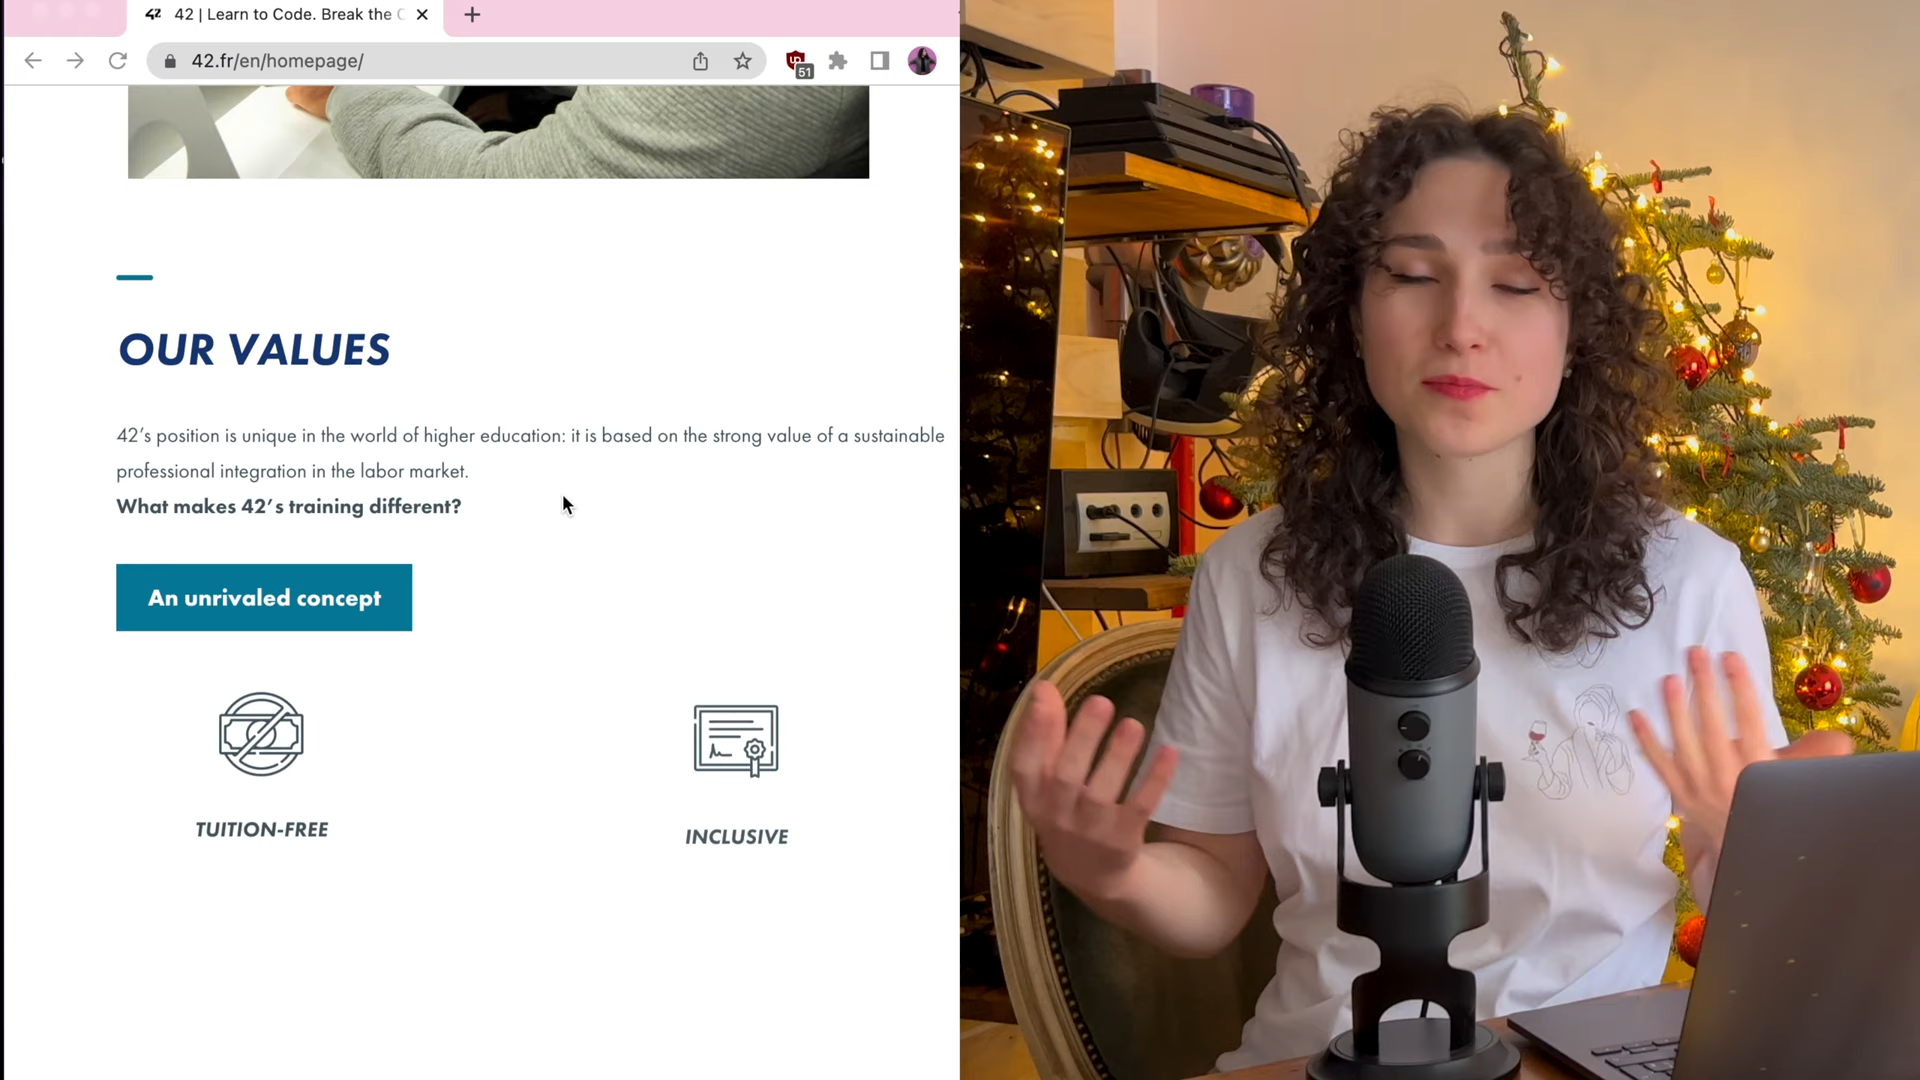 42 | Learn to Code. Break the
42.fr/en/homepage/
51
OUR VALUES
42's position is unique in the world of higher education: it is based on the strong value of a sustainable
professional integration in the labor market.
What makes 42's training different?
An unrivaled concept
TUITION-FREE
INCLUSIVE